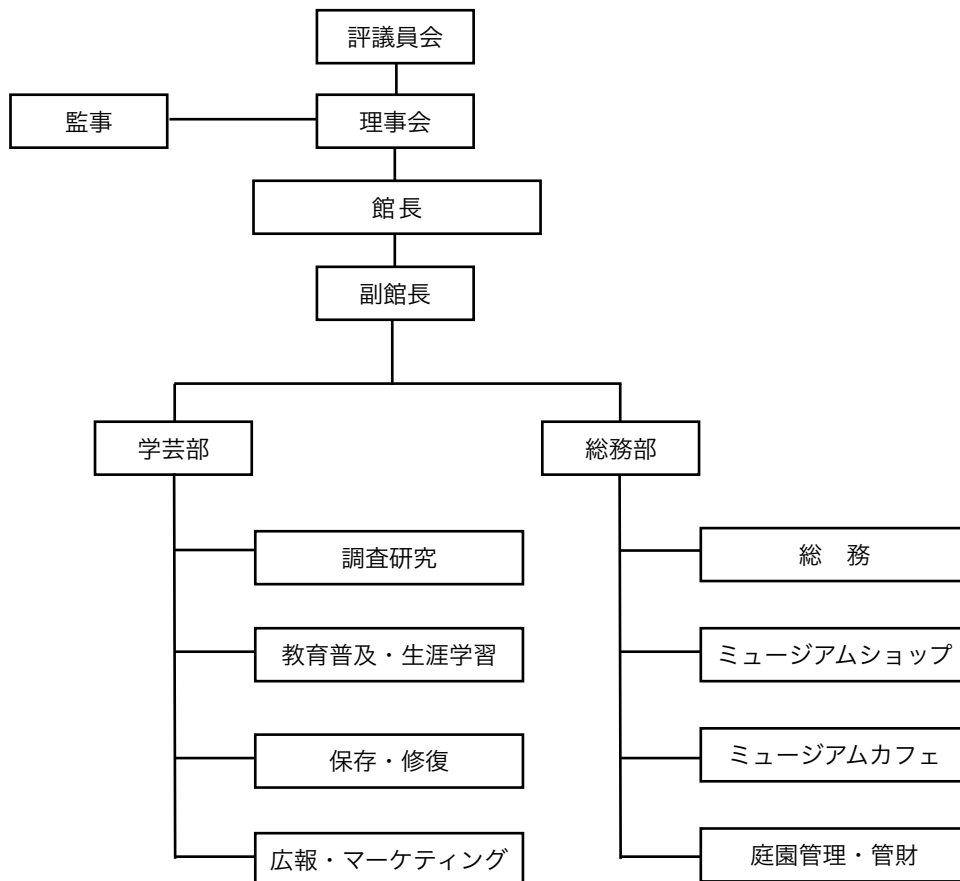 評議員会
監事
理事会
館長
副館長
学芸部
総務部
調査研究
総　務
教育普及・生涯学習
ミュージアムショップ
保存・修復
ミュージアムカフェ
広報・マーケティング
庭園管理・管財